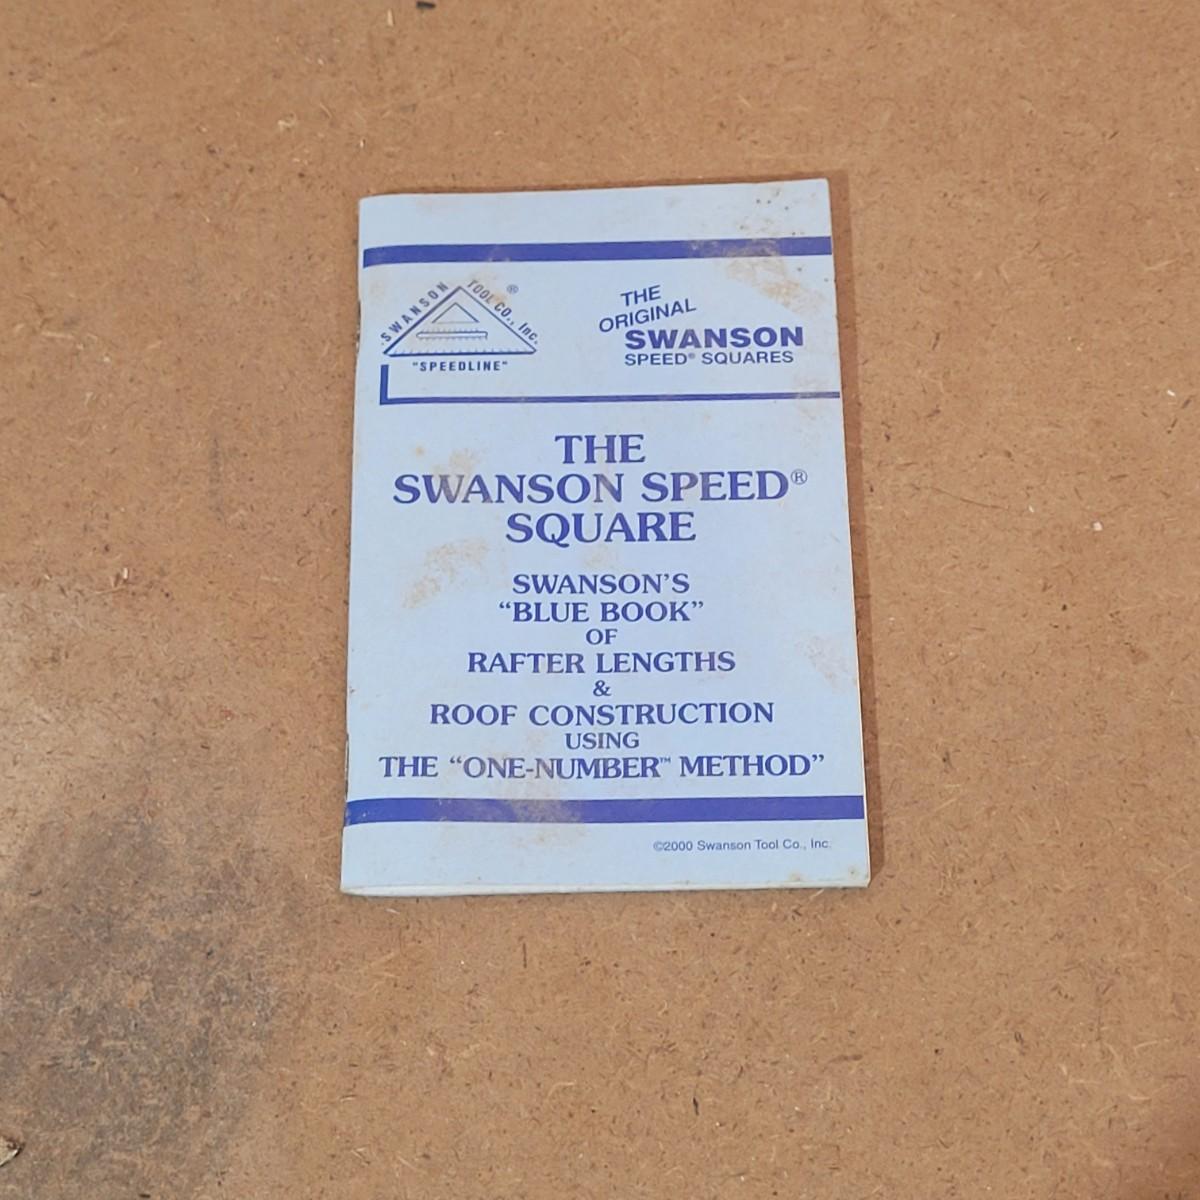 SWANSON TOOL CO., Inc.®
"SPEEDLINE"
THE
ORIGINAL
SWANSON
SPEED® SQUARES
THE
SWANSON SPEED®
SQUARE
SWANSON'S
“BLUE BOOK”
OF
RAFTER LENGTHS
&
ROOF CONSTRUCTION
USING
THE “ONE-NUMBER™ METHOD”
©2000 Swanson Tool Co., Inc.